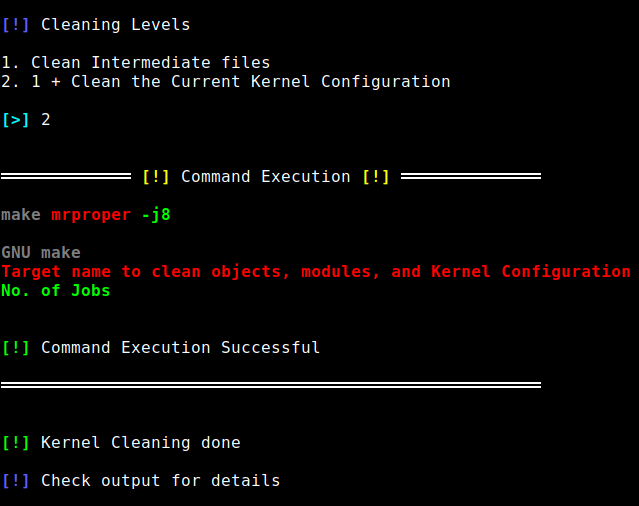 [!] Cleaning Levels
1. Clean Intermediate files
2. 1 + Clean the Current Kernel Configuration
[>] 2
[!] Command Execution [!]
make mrproper -j8
GNU make
Target name to clean objects, modules, and Kernel Configuration
No. of Jobs
[!] Command Execution Successful
[!] Kernel Cleaning done
[!] Check output for details